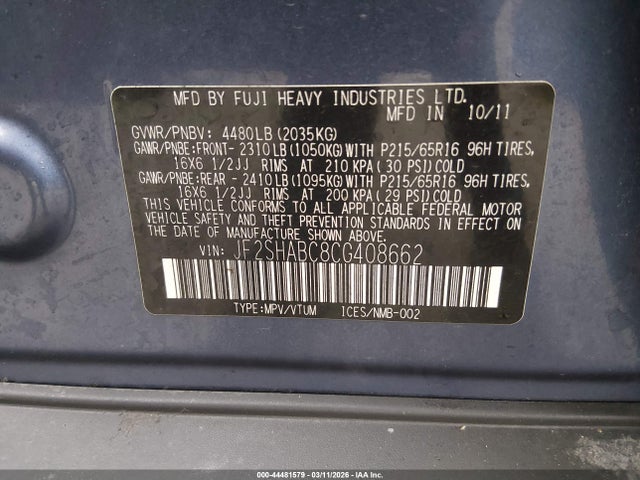 MFD BY FUJI HEAVY INDUSTRIES LTD.
MFD IN 10/11
GVWR/PNBV: 4480LB(2035KG)
GAWR/PNBE:FRONT- 2310LB(1050KG)WITH P215/65R16 96H TIRES,
16X6 1/2JJ RIMS AT 210 KPA(30 PSI)COLD
GAWR/PNBE:REAR - 2410LB(1095KG)WITH P215/65R16 96H TIRES,
16X6 1/2JJ RIMS AT 200 KPA(29 PSI)COLD
THIS VEHICLE CONFORMS TO ALL APPLICABLE FEDERAL MOTOR
VEHICLE SAFETY AND THEFT PREVENTION STANDARDS IN EFFECT ON
THE DATE OF MANUFACTURE SHOWN ABOVE.
VIN: JF2SHABC8CG408662
TYPE:MPV/VTUM ICES/NMB-002
000-44481579 - 03/11/2026 - IAA Inc.